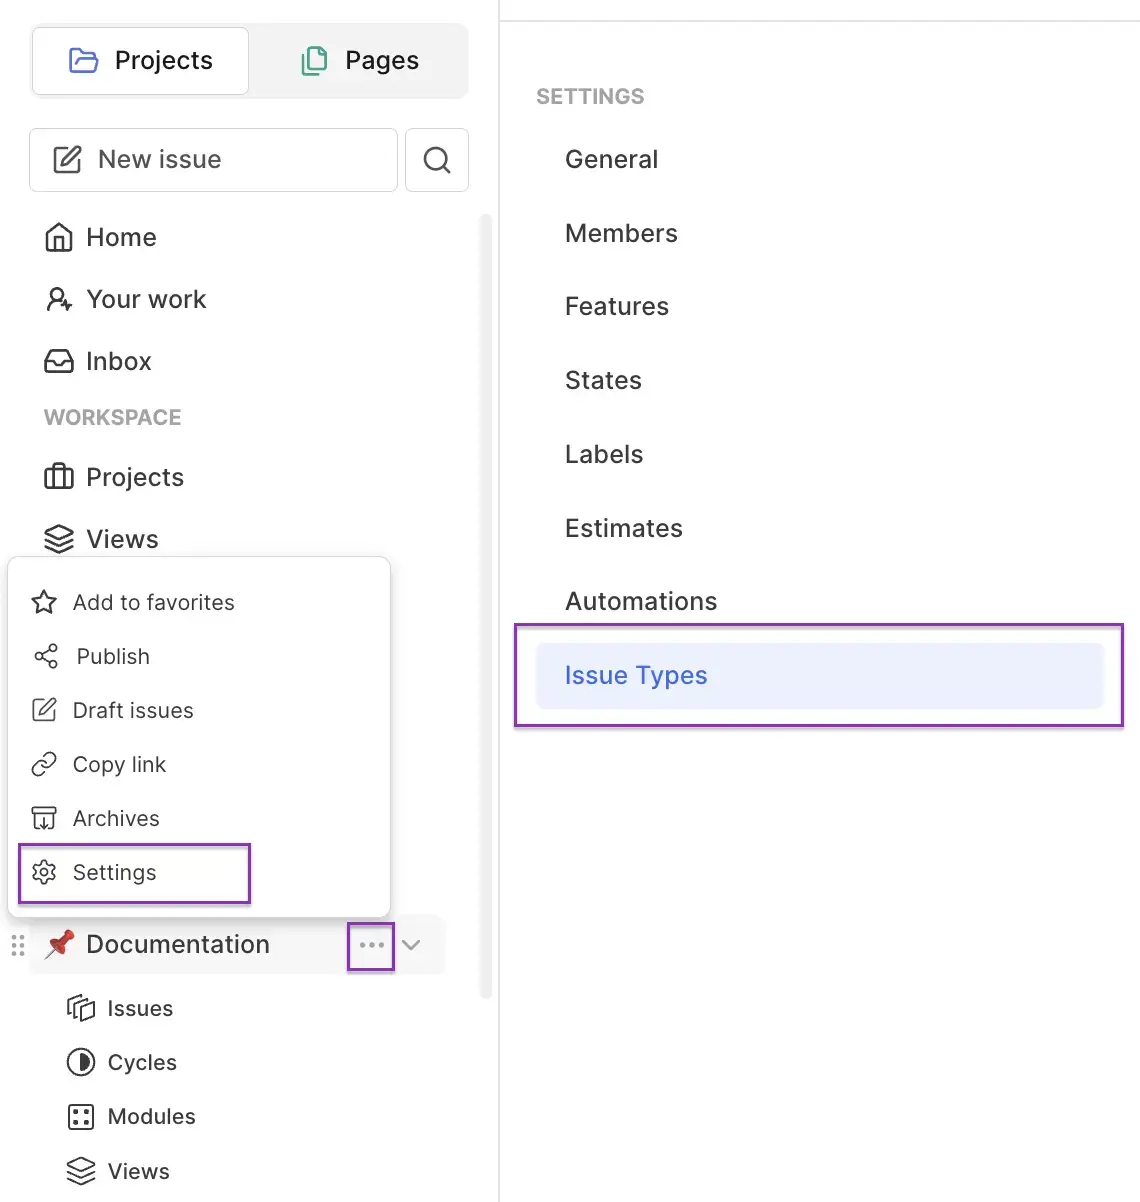 Projects
Pages
New issue
Home
Your work
Inbox
WORKSPACE
Projects
Views
Add to favorites
Publish
Draft issues
Copy link
Archives
Settings
Documentation
Issues
Cycles
Modules
Views
SETTINGS
General
Members
Features
States
Labels
Estimates
Automations
Issue Types